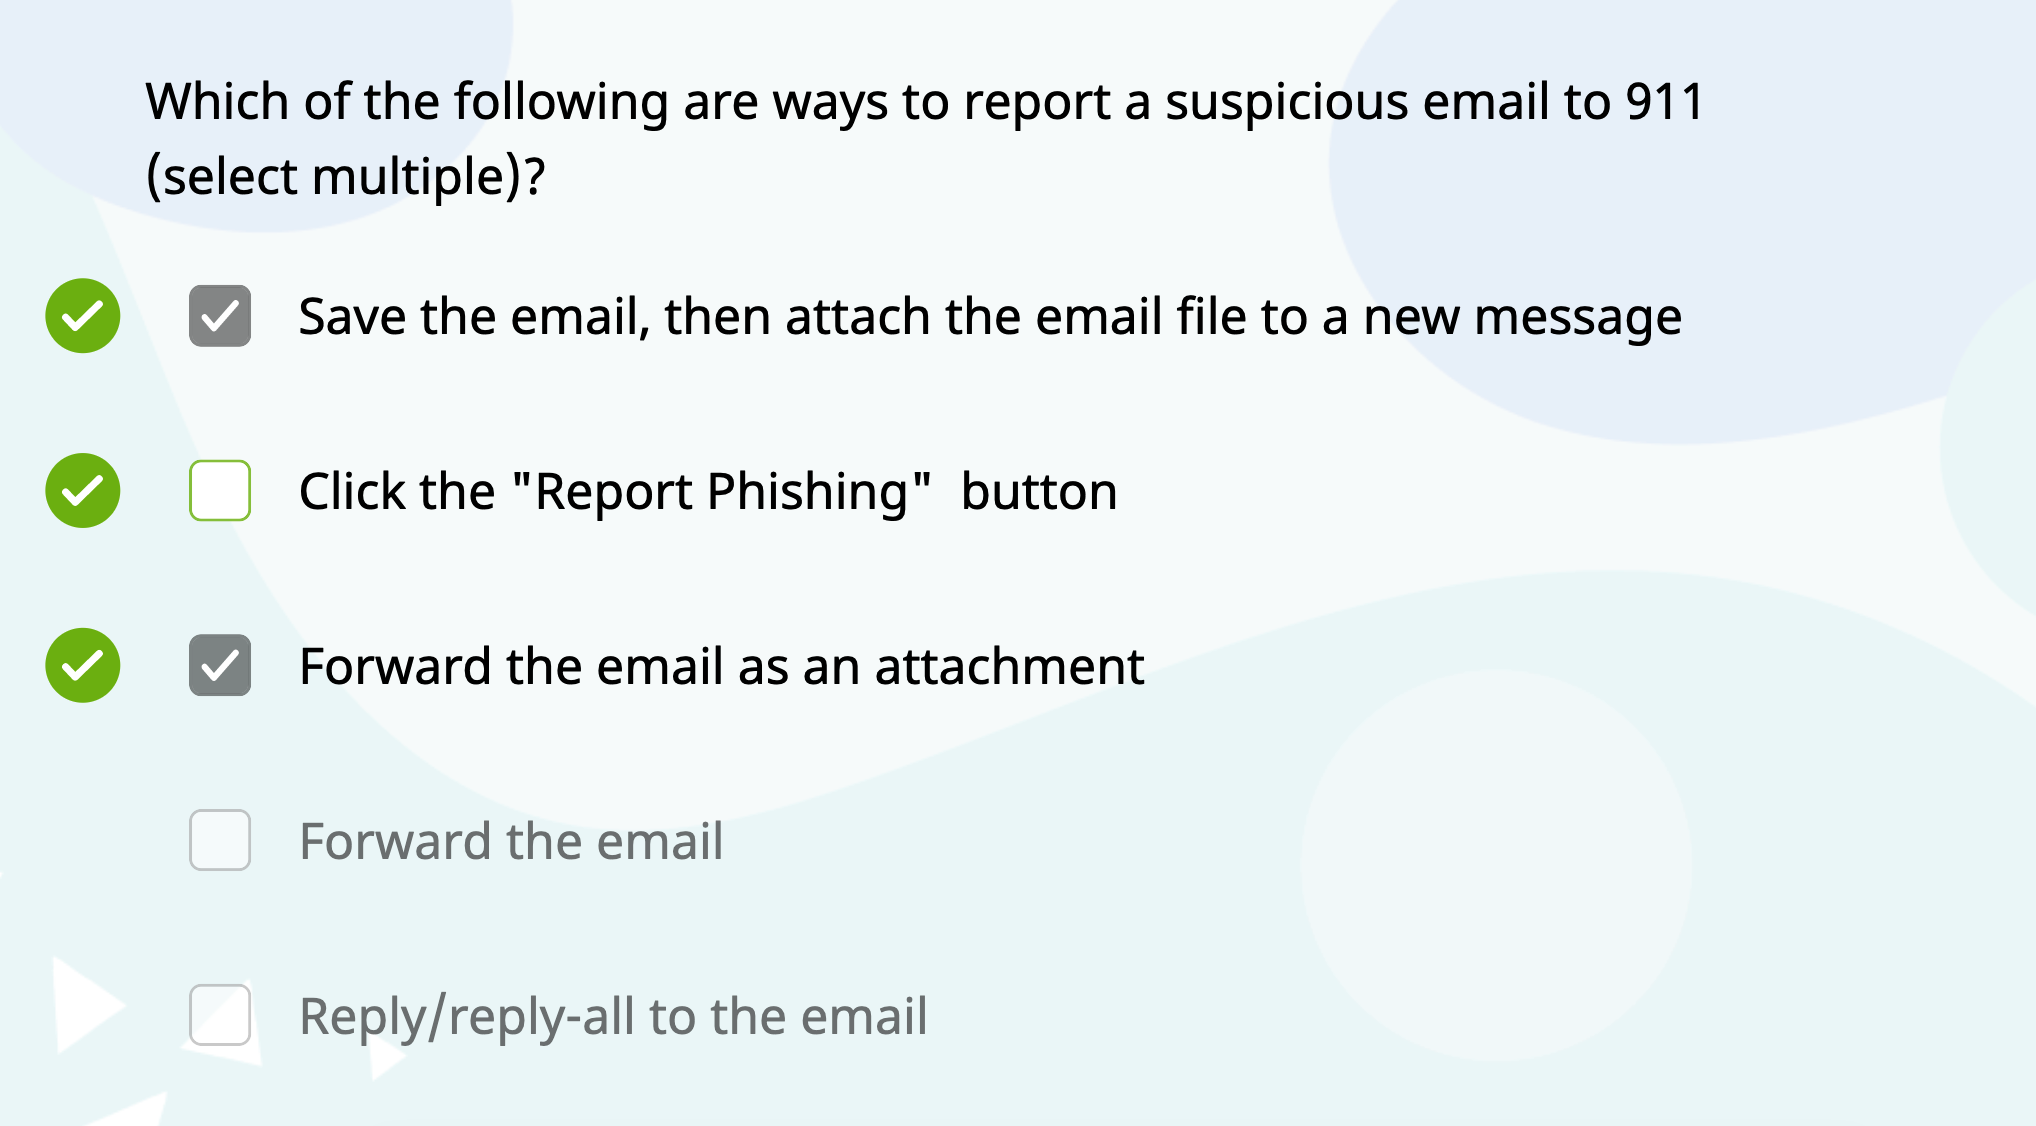 Which of the following are ways to report a suspicious email to 911
(select multiple)?
Save the email, then attach the email file to a new message
Click the "Report Phishing"  button
Forward the email as an attachment
Forward the email
Reply/reply-all to the email